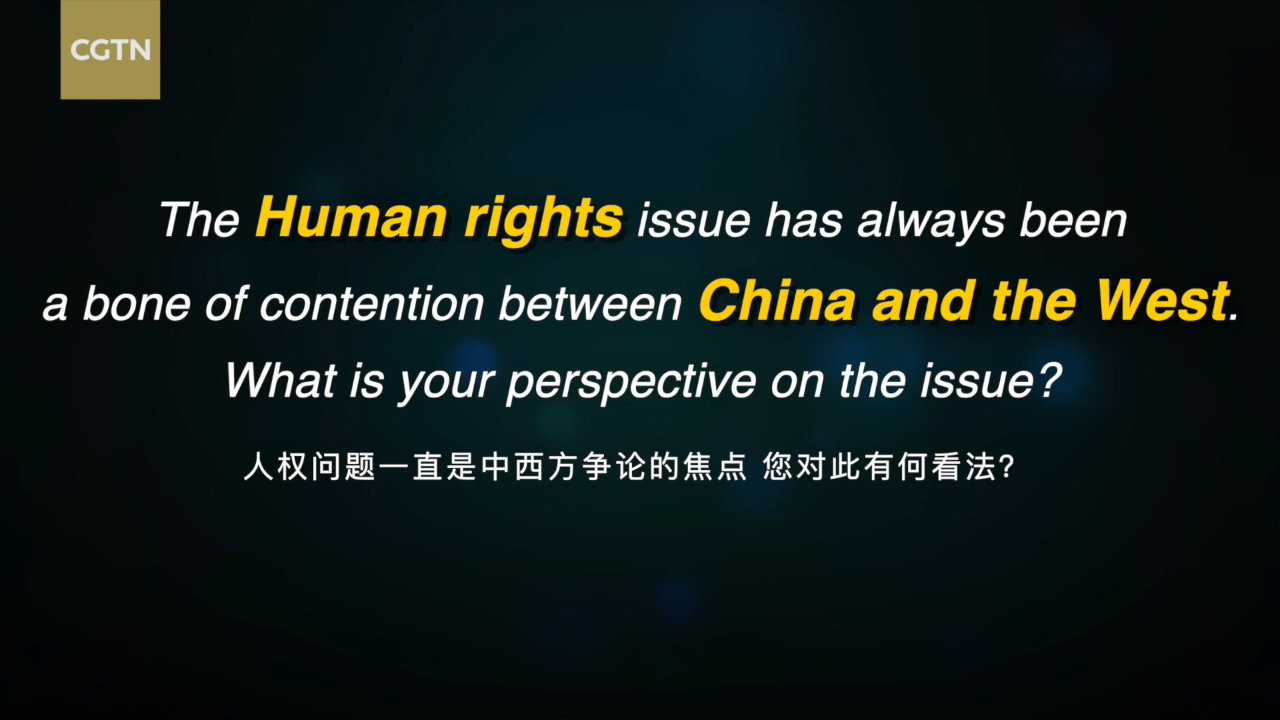 CGTN
The Human rights issue has always been
a bone of contention between China and the West.
What is your perspective on the issue?
人权问题一直是中西方争论的焦点 您对此有何看法?